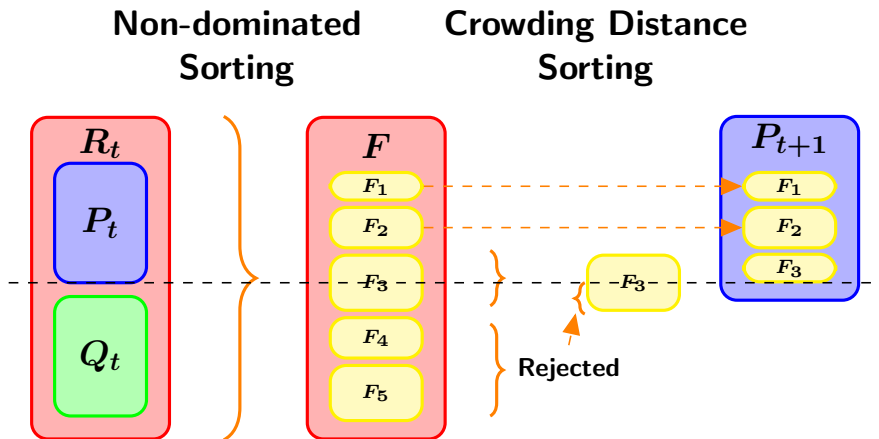 Non-dominated
Sorting
Crowding Distance
Sorting
R_t
P_t
Q_t
F
F_1
F_2
F_3
F_4
F_5
F_3
Rejected
P_{t+1}
F_1
F_2
F_3